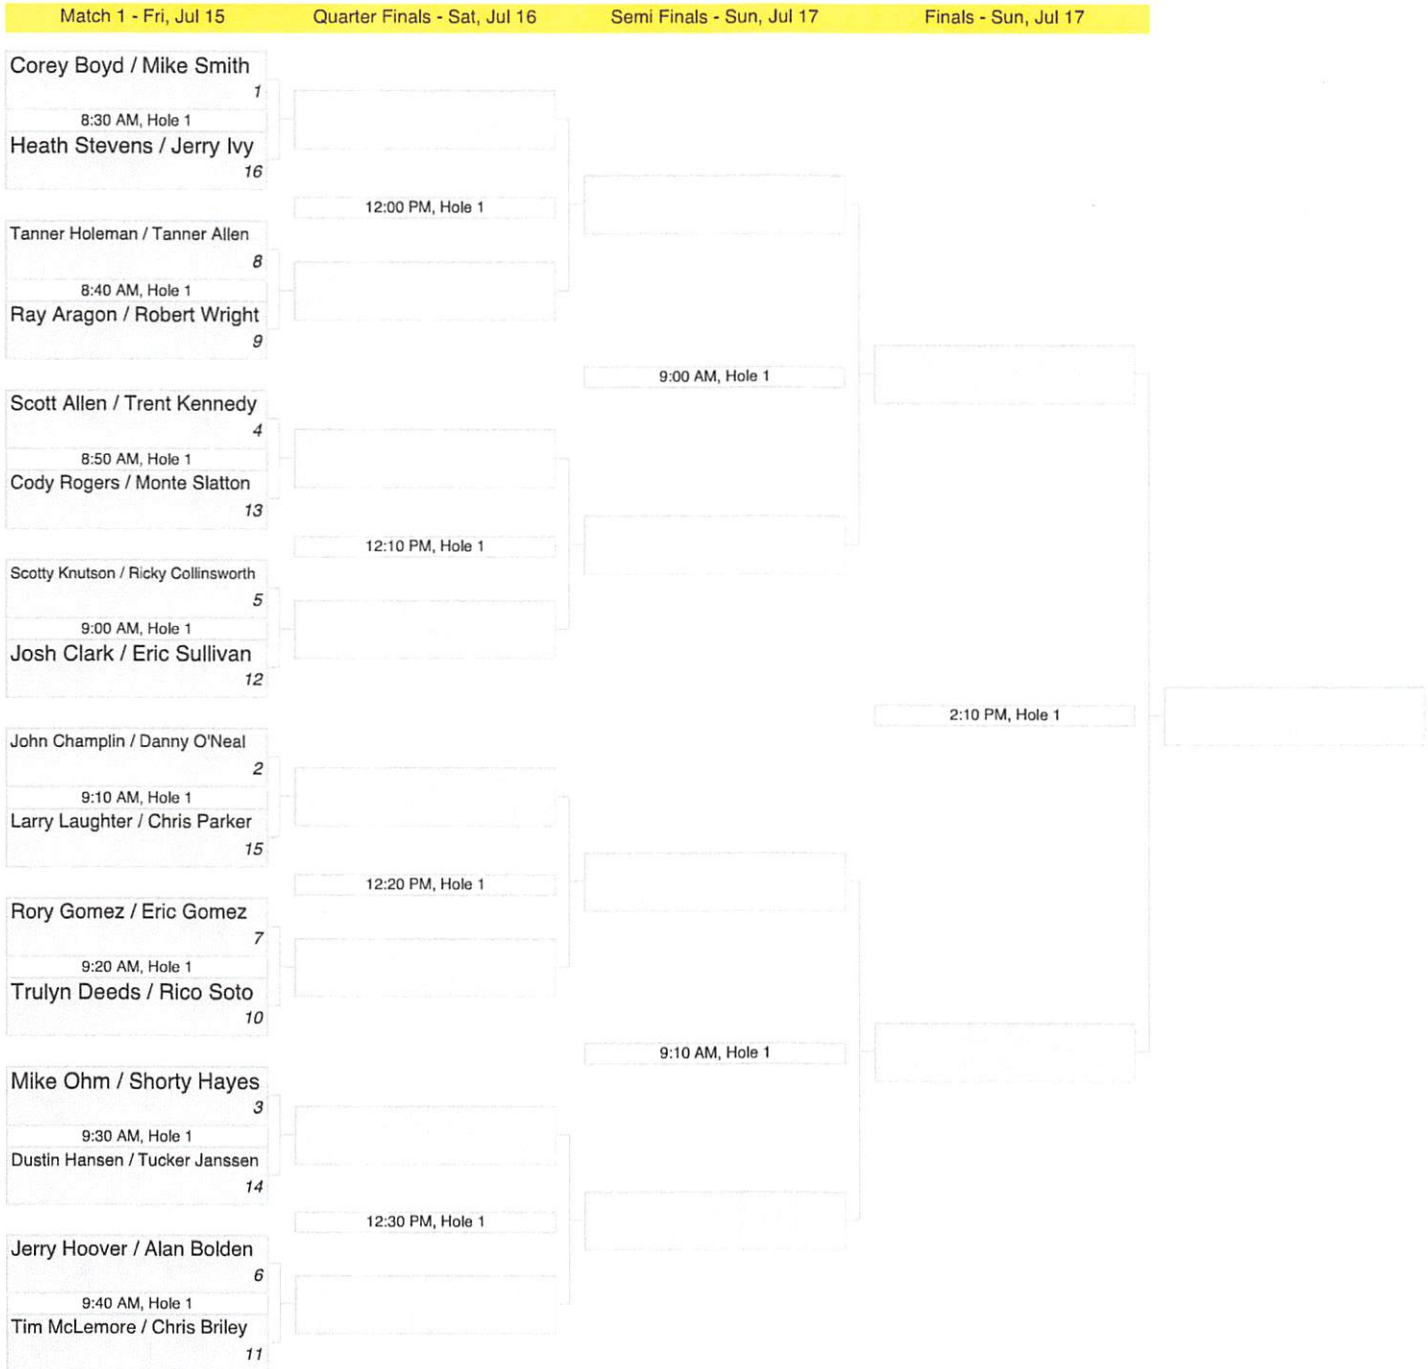 Match 1 - Fri, Jul 15
Quarter Finals - Sat, Jul 16
Semi Finals - Sun, Jul 17
Finals - Sun, Jul 17
Corey Boyd / Mike Smith
1
8:30 AM, Hole 1
Heath Stevens / Jerry Ivy
16
12:00 PM, Hole 1
Tanner Holeman / Tanner Allen
8
8:40 AM, Hole 1
Ray Aragon / Robert Wright
9
9:00 AM, Hole 1
Scott Allen / Trent Kennedy
4
8:50 AM, Hole 1
Cody Rogers / Monte Slatton
13
12:10 PM, Hole 1
Scotty Knutson / Ricky Collinsworth
5
9:00 AM, Hole 1
Josh Clark / Eric Sullivan
12
2:10 PM, Hole 1
John Champlin / Danny O'Neal
2
9:10 AM, Hole 1
Larry Laughter / Chris Parker
15
12:20 PM, Hole 1
Rory Gomez / Eric Gomez
7
9:20 AM, Hole 1
Trulyn Deeds / Rico Soto
10
9:10 AM, Hole 1
Mike Ohm / Shorty Hayes
3
9:30 AM, Hole 1
Dustin Hansen / Tucker Janssen
14
12:30 PM, Hole 1
Jerry Hoover / Alan Bolden
6
9:40 AM, Hole 1
Tim McLemore / Chris Briley
11